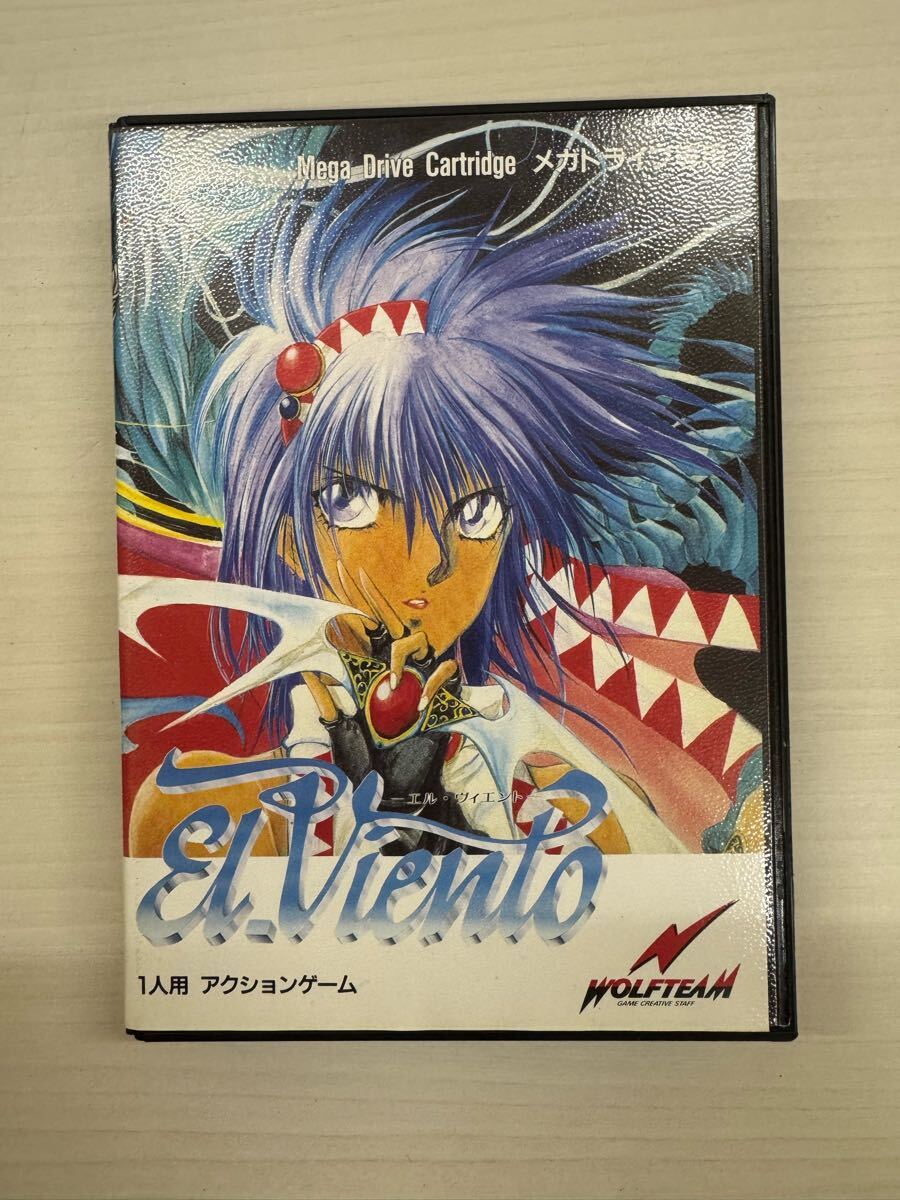 Mega Drive Cartridge メガドライブ専用
エル・ヴィエント
El.Viento
1人用 アクションゲーム
WOLFTEAM
GAME CREATIVE STAFF